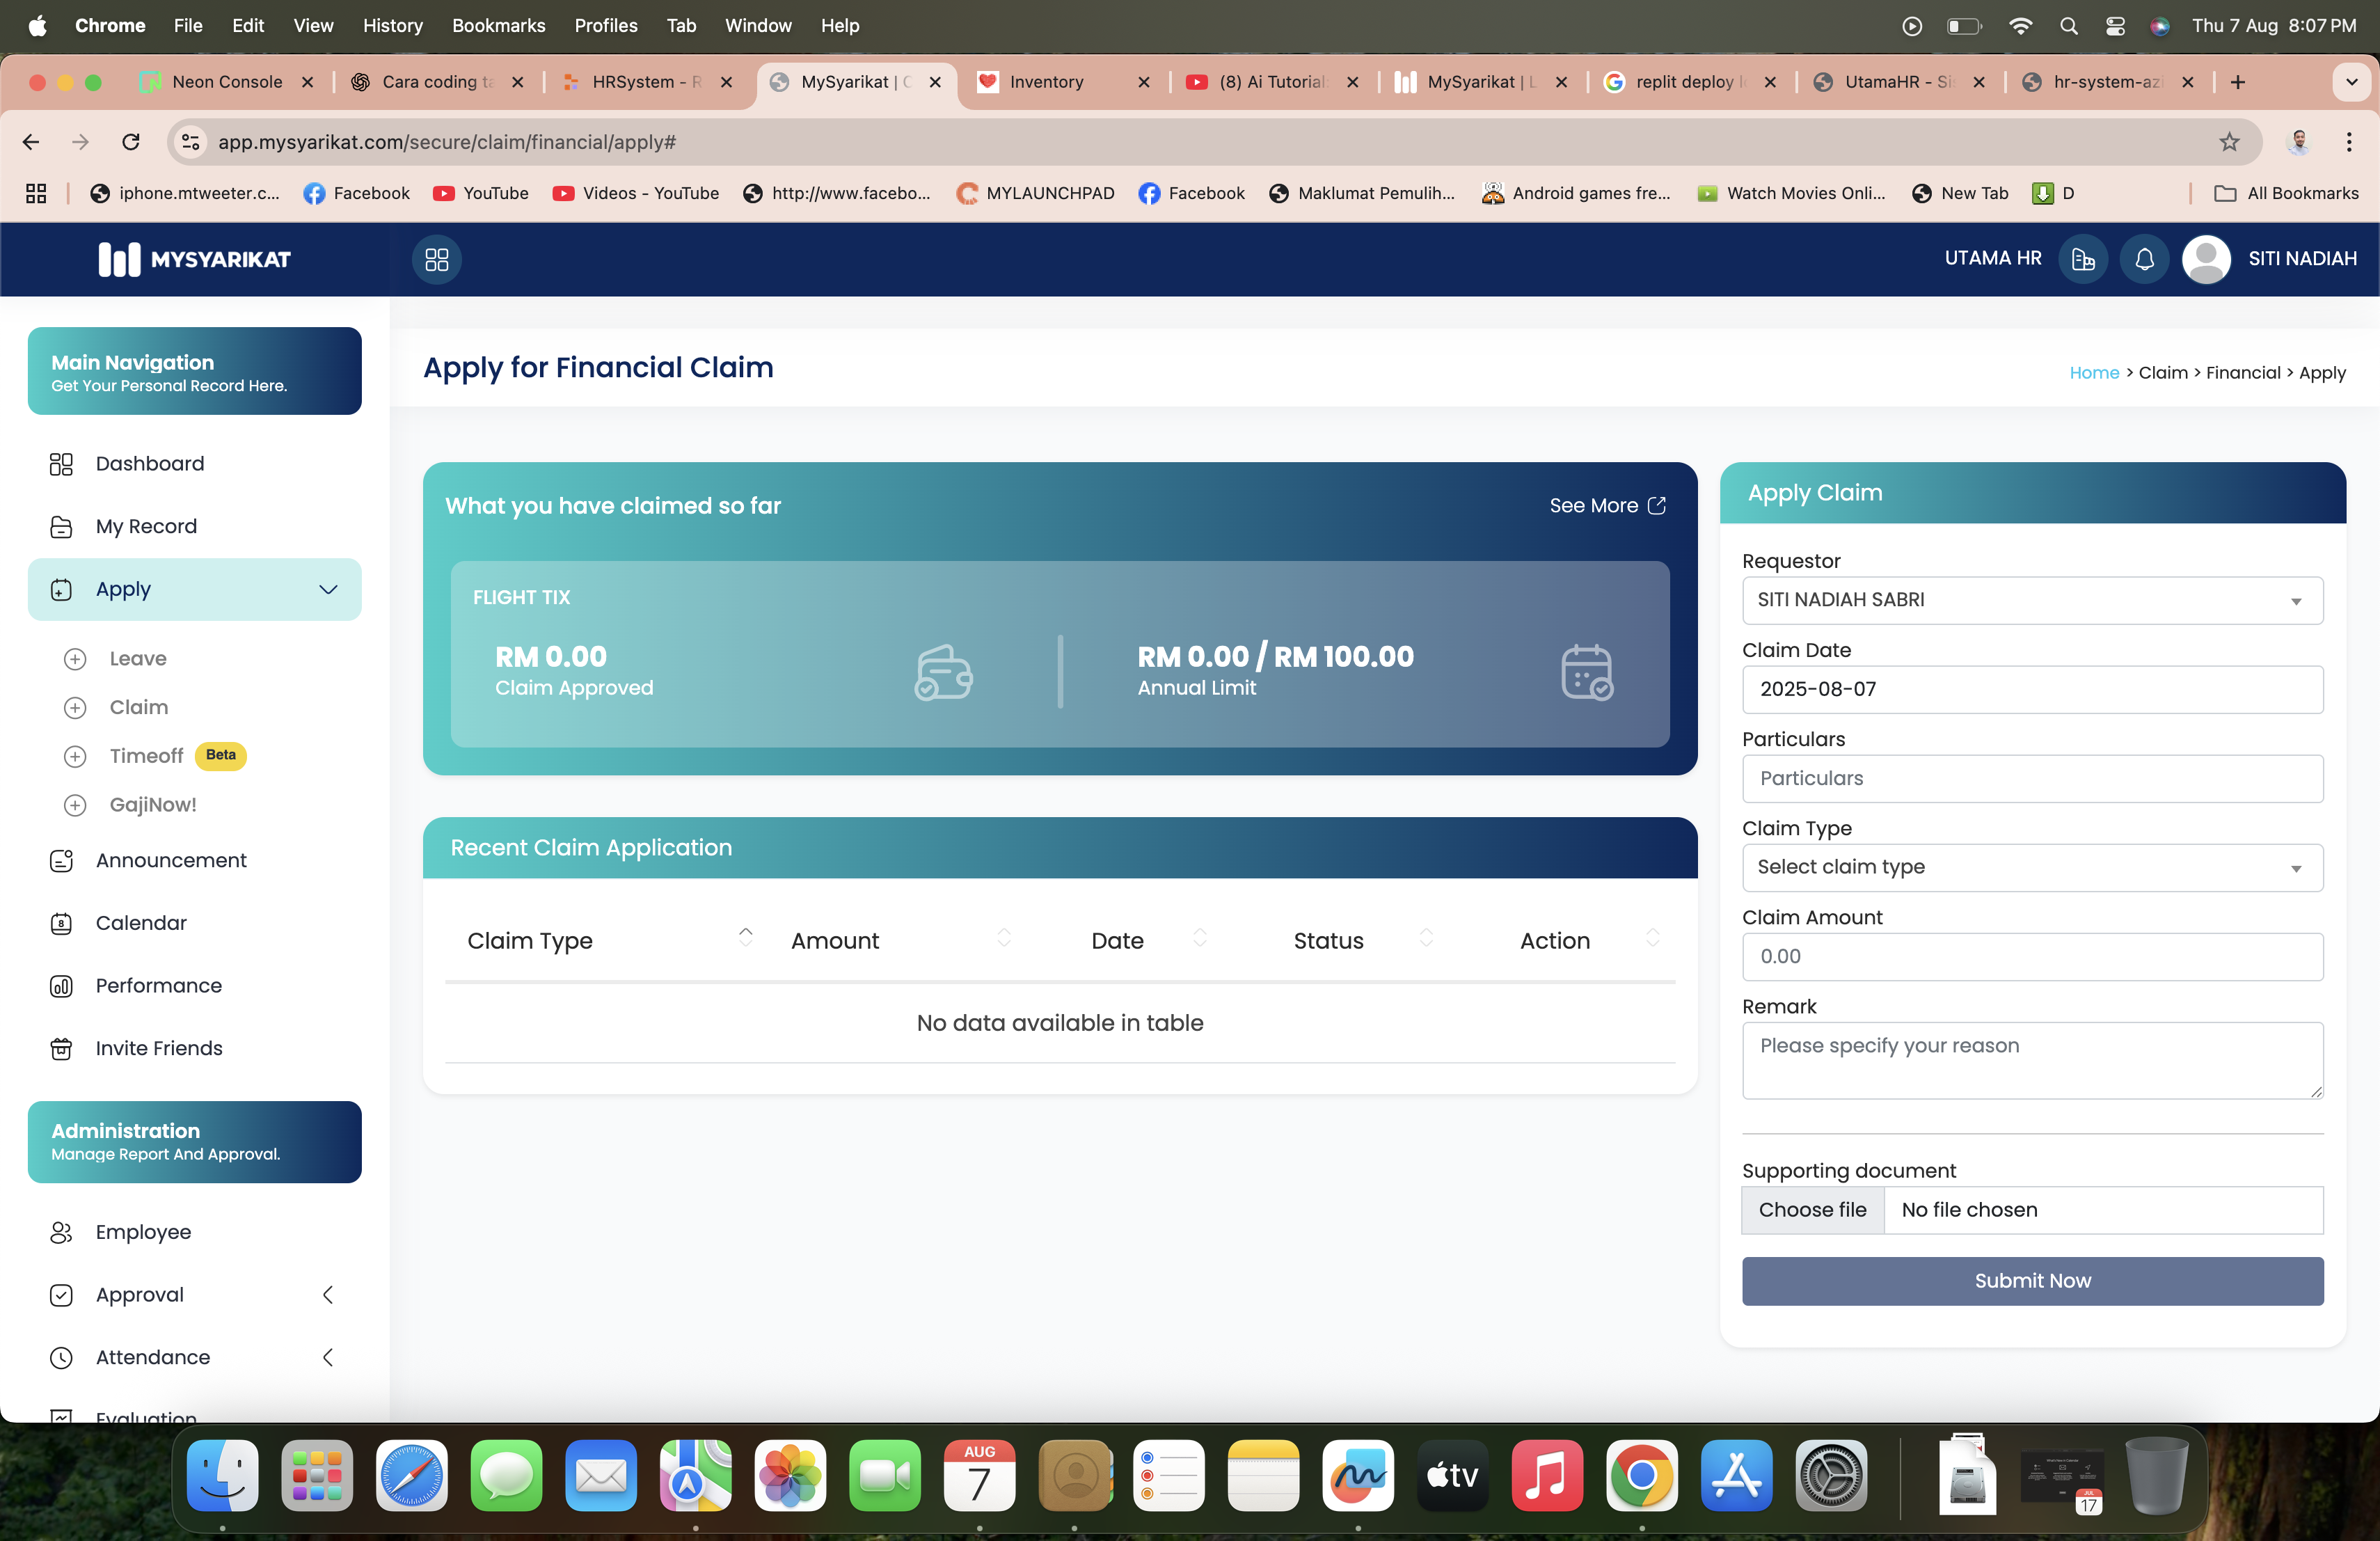 Chrome File Edit View History Bookmarks Profiles Tab Window Help Thu 7 Aug 8:07 PM
Neon Console Cara coding ta HRSystem - R MySyarikat | C Inventory (8) Ai Tutorial MySyarikat | L replit deploy UtamaHR - Si hr-system-azi
app.mysyarikat.com/secure/claim/financial/apply#
iphone.mtweeter.c... Facebook YouTube Videos - YouTube http://www.facebo... MYLAUNCHPAD Facebook Maklumat Pemulih... Android games fre... Watch Movies Onli... New Tab D All Bookmarks
MYSYARIKAT UTAMA HR SITI NADIAH
Main Navigation
Get Your Personal Record Here.
Dashboard
My Record
Apply
Leave
Claim
Timeoff Beta
GajiNow!
Announcement
8
Calendar
Performance
Invite Friends
Administration
Manage Report And Approval.
Employee
Approval
Attendance
Evaluation
Apply for Financial Claim
Home > Claim > Financial > Apply
What you have claimed so far See More
FLIGHT TIX
RM 0.00
Claim Approved
RM 0.00 / RM 100.00
Annual Limit
Recent Claim Application
Claim Type Amount Date Status Action
No data available in table
Apply Claim
Requestor
SITI NADIAH SABRI
Claim Date
2025-08-07
Particulars
Particulars
Claim Type
Select claim type
Claim Amount
0.00
Remark
Please specify your reason
Supporting document
Choose file No file chosen
Submit Now
AUG
7
tv
JUL
17